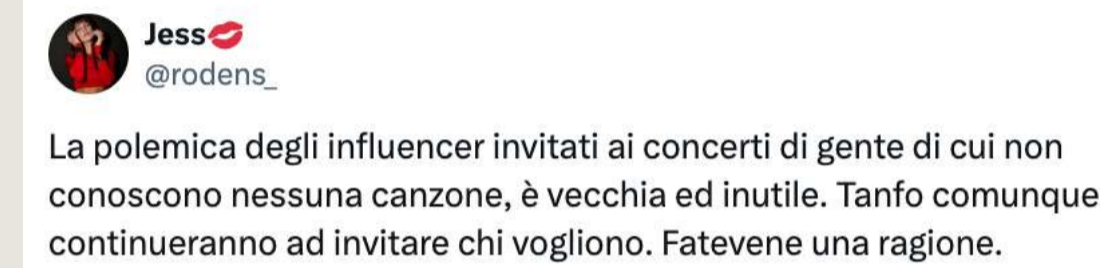 Jess💋
@rodens_
La polemica degli influencer invitati ai concerti di gente di cui non
conoscono nessuna canzone, è vecchia ed inutile. Tanfo comunque
continueranno ad invitare chi vogliono. Fatevene una ragione.